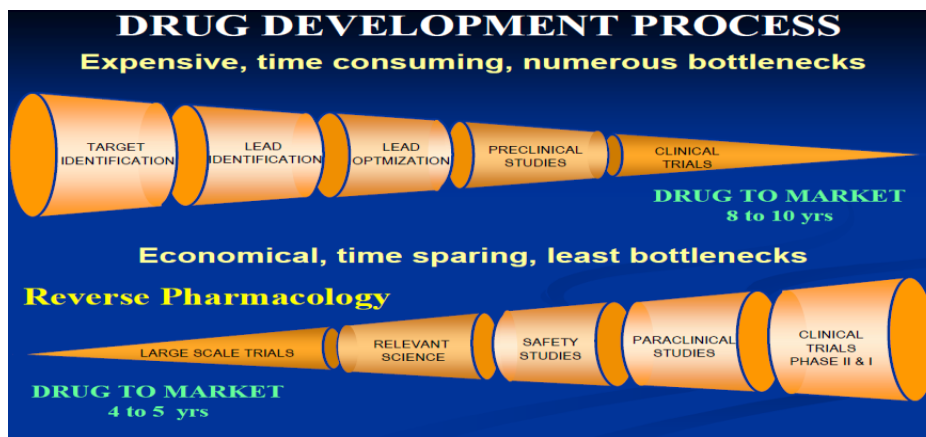 DRUG DEVELOPMENT PROCESS
Expensive, time consuming, numerous bottlenecks
TARGET
IDENTIFICATION
LEAD
IDENTIFICATION
LEAD
OPTMIZATION
PRECLINICAL
STUDIES
CLINICAL
TRIALS
DRUG TO MARKET
8 to 10 yrs
Economical, time sparing, least bottlenecks
Reverse Pharmacology
LARGE SCALE TRIALS
RELEVANT
SCIENCE
SAFETY
STUDIES
PARACLINICAL
STUDIES
CLINICAL
TRIALS
PHASE II & I
DRUG TO MARKET
4 to 5 yrs